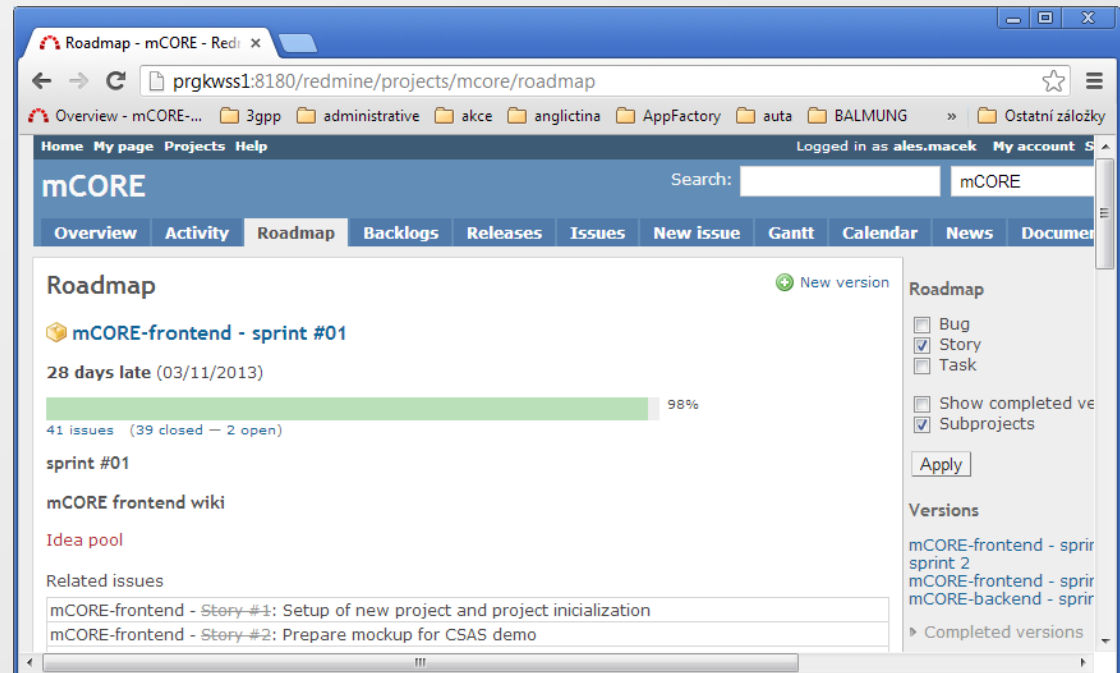 Roadmap - mCORE - Redr
prgkwss1:8180/redmine/projects/mcore/roadmap
Overview - mCORE-... 3gpp administrative akce anglictina AppFactory auta BALMUNG » Ostatní záložky
Home My page Projects Help Logged in as ales.macek My account S
mCORE Search: mCORE
Overview Activity Roadmap Backlogs Releases Issues New issue Gantt Calendar News Documen
Roadmap New version
mCORE-frontend - sprint #01
28 days late (03/11/2013)
98%
41 issues (39 closed — 2 open)
sprint #01
mCORE frontend wiki
Idea pool
Related issues
mCORE-frontend - Story #1: Setup of new project and project inicialization
mCORE-frontend - Story #2: Prepare mockup for CSAS demo
Roadmap
Bug
Story
Task
Show completed ve
Subprojects
Apply
Versions
mCORE-frontend - sprin
sprint 2
mCORE-frontend - sprin
mCORE-backend - sprin
Completed versions